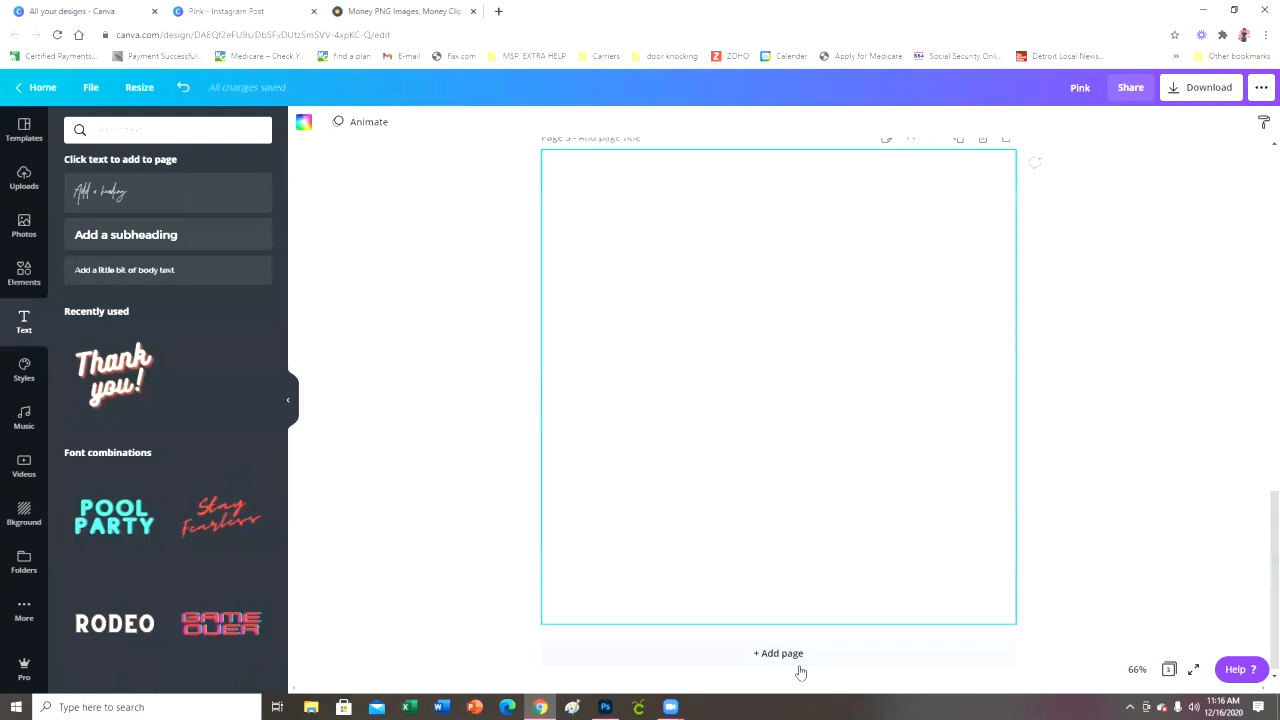 All your designs - Canva
Pink - Instagram Post
Money PNG Images, Money Clip
canva.com/design/DAEQf2eFU9s/DbSFvDUtzSmSVV-4xpKC-Q/edit
Certified Payments...
Payment Successful...
Medicare – Check Y...
find a plan
E-mail
Fax.com
MSP: EXTRA HELP
Carriers
door knocking
ZOHO
Calender
Apply for Medicare
Social Security Onli...
Detroit Local News...
Other bookmarks
Home
File
Resize
All changes saved
Pink
Share
Download
Templates
Uploads
Photos
Elements
Text
Styles
Music
Videos
Bkground
Folders
More
Pro
Click text to add to page
Add a heading
Add a subheading
Add a little bit of body text
Recently used
Thank
you!
Font combinations
POOL
PARTY
Stay
Fearless
RODEO
GAME
OVER
Animate
Add page title
+ Add page
66%
3
Help ?
Type here to search
11:16 AM
12/16/2020